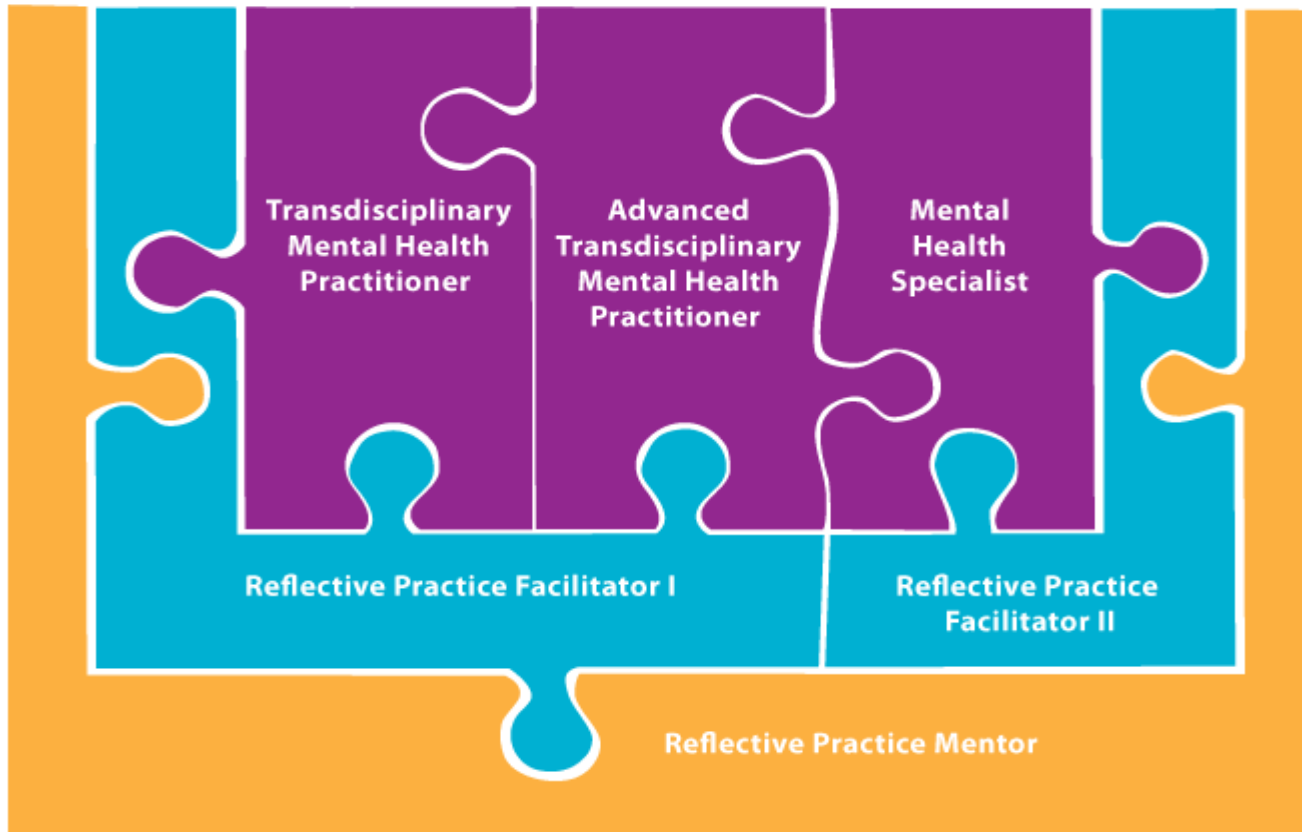 Transdisciplinary
Mental Health
Practitioner
Advanced
Transdisciplinary
Mental Health
Practitioner
Mental
Health
Specialist
Reflective Practice Facilitator I
Reflective Practice
Facilitator II
Reflective Practice Mentor